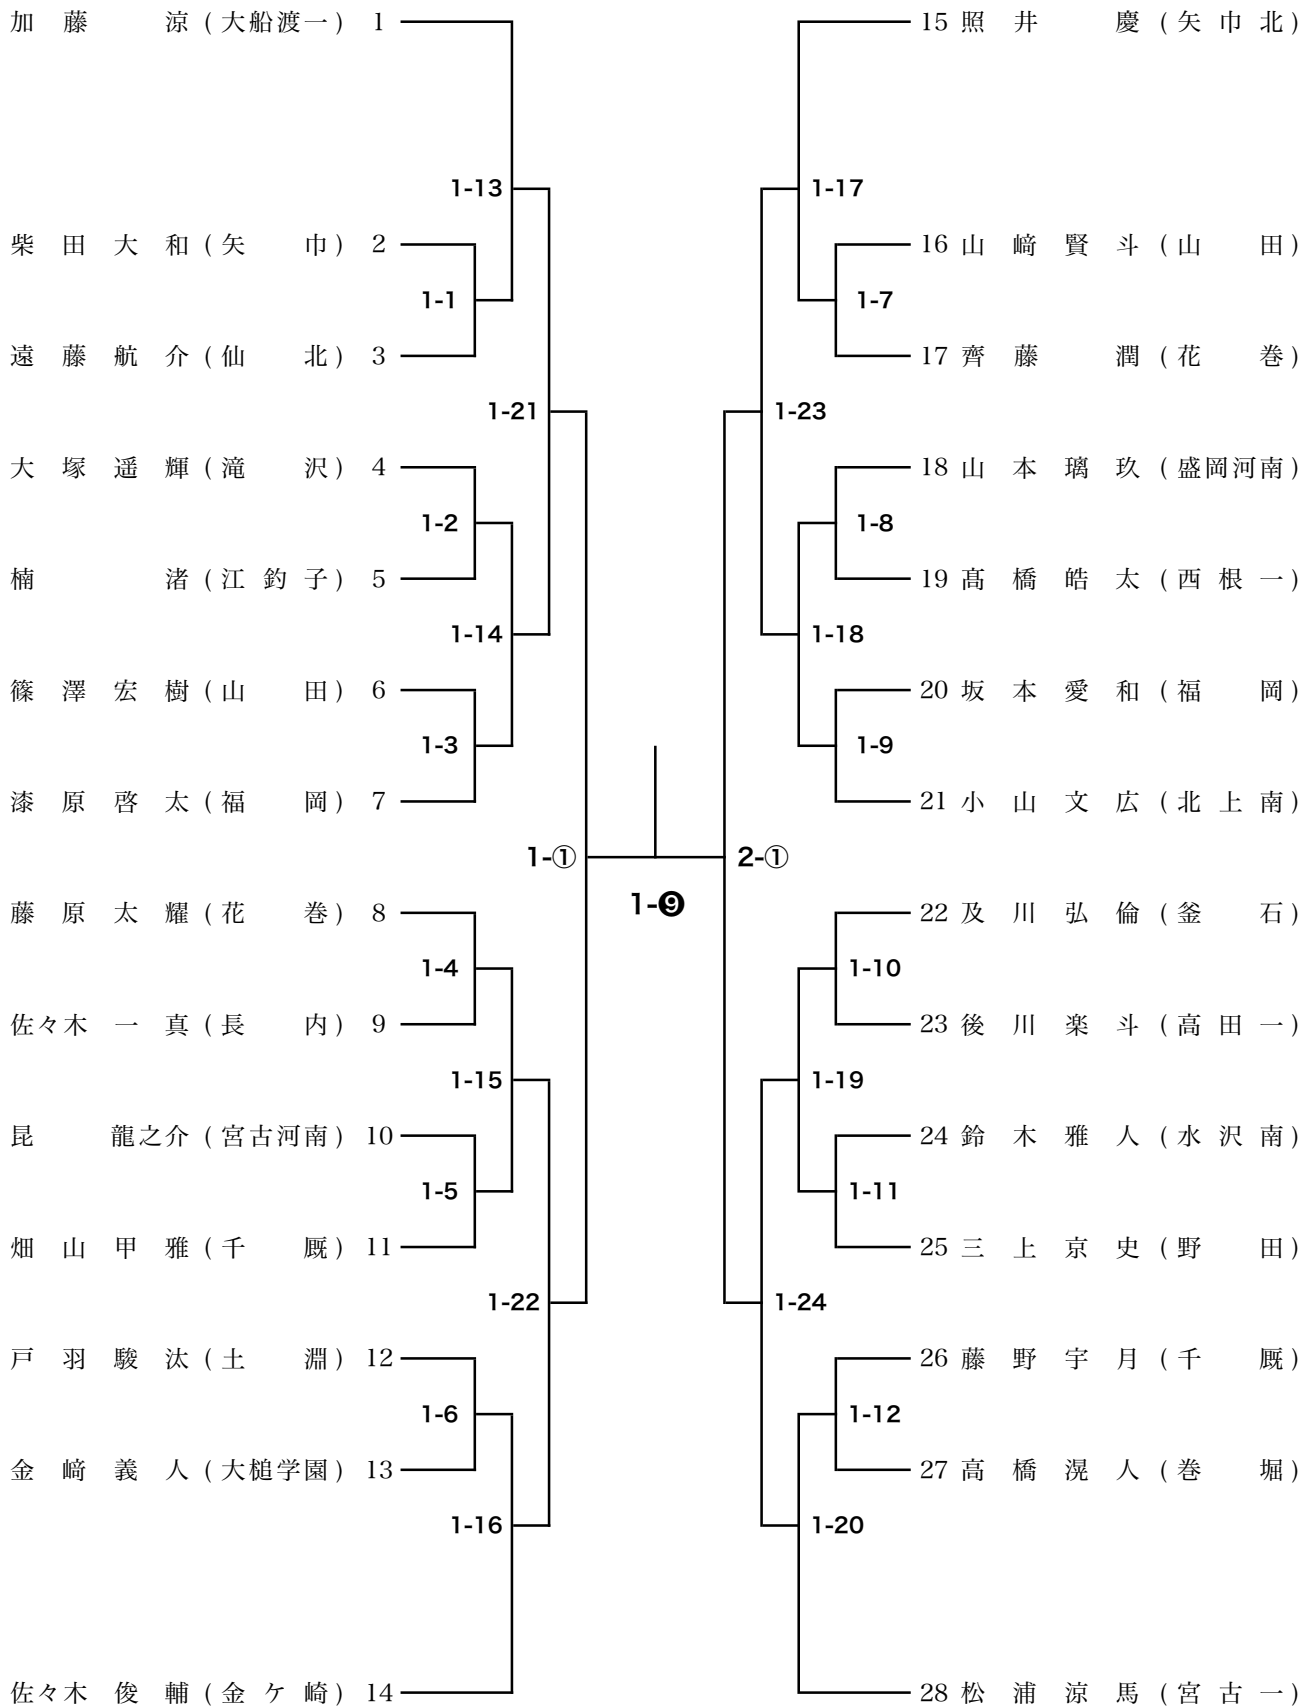 加藤　涼（大船渡一） 1
1-13
柴田大和（矢巾） 2
1-1
遠藤航介（仙北） 3
1-21
大塚遥輝（滝沢） 4
1-2
楠　渚（江釣子） 5
1-14
篠澤宏樹（山田） 6
1-3
漆原啓太（福岡） 7
1-①
藤原太耀（花巻） 8
1-4
佐々木一真（長内） 9
1-15
昆　龍之介（宮古河南） 10
1-5
畑山甲雅（千厩） 11
1-22
戸羽駿汰（土淵） 12
1-6
金﨑義人（大槌学園） 13
1-16
佐々木俊輔（金ケ崎） 14
1-❾
15 照井　慶（矢巾北）
1-17
16 山﨑賢斗（山田）
1-7
17 齊藤　潤（花巻）
1-23
18 山本璃玖（盛岡河南）
1-8
19 髙橋皓太（西根一）
1-18
20 坂本愛和（福岡）
1-9
21 小山文広（北上南）
2-①
22 及川弘倫（釜石）
1-10
23 後川楽斗（高田一）
1-19
24 鈴木雅人（水沢南）
1-11
25 三上京史（野田）
1-24
26 藤野宇月（千厩）
1-12
27 高橋滉人（巻堀）
1-20
28 松浦涼馬（宮古一）